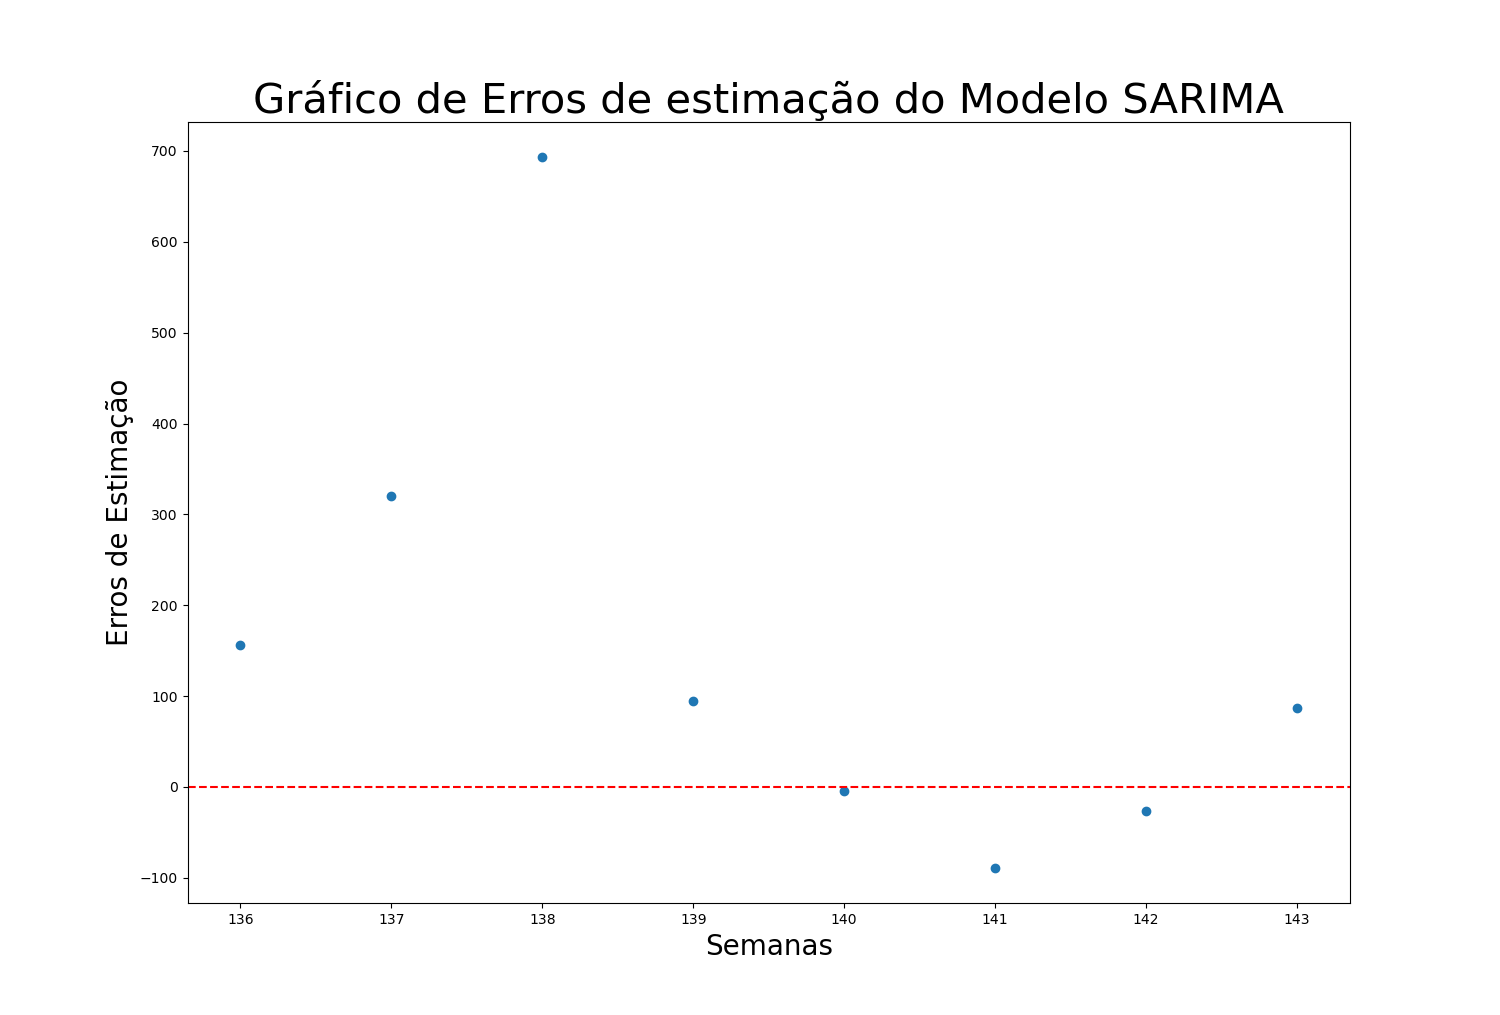 Gráfico de Erros de estimação do Modelo SARIMA
700
600
500
400
300
200
100
0
−100
Erros de Estimação
136 137 138 139 140 141 142 143
Semanas